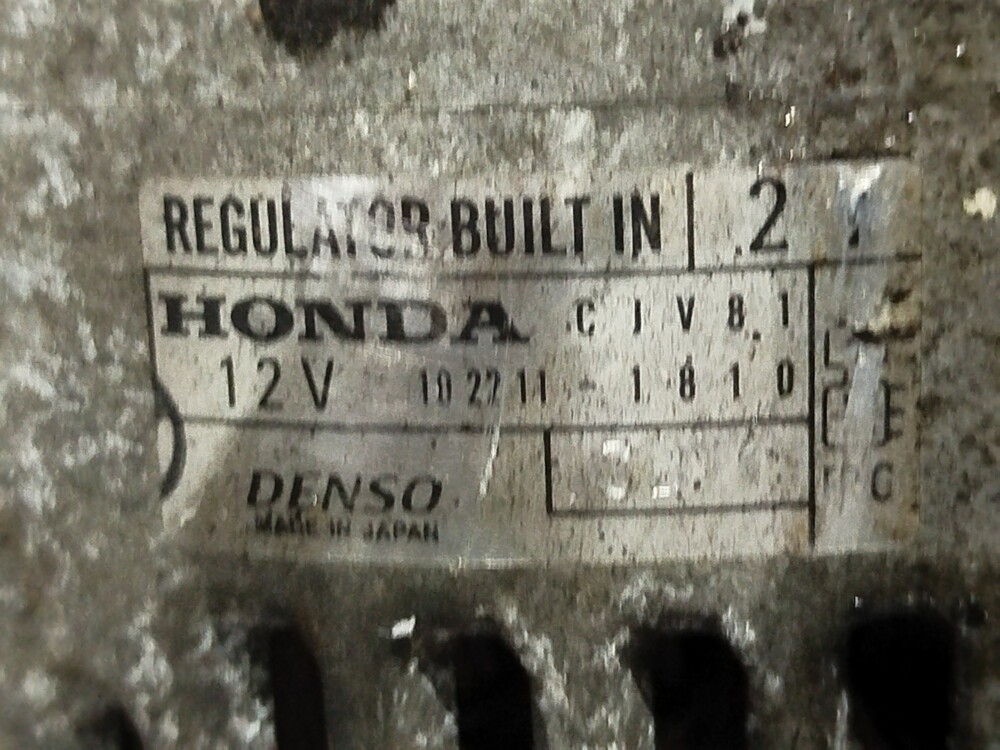 REGULATOR BUILT IN 2
HONDA CJV81
12V 102211-1810
DENSO
MADE IN JAPAN
C